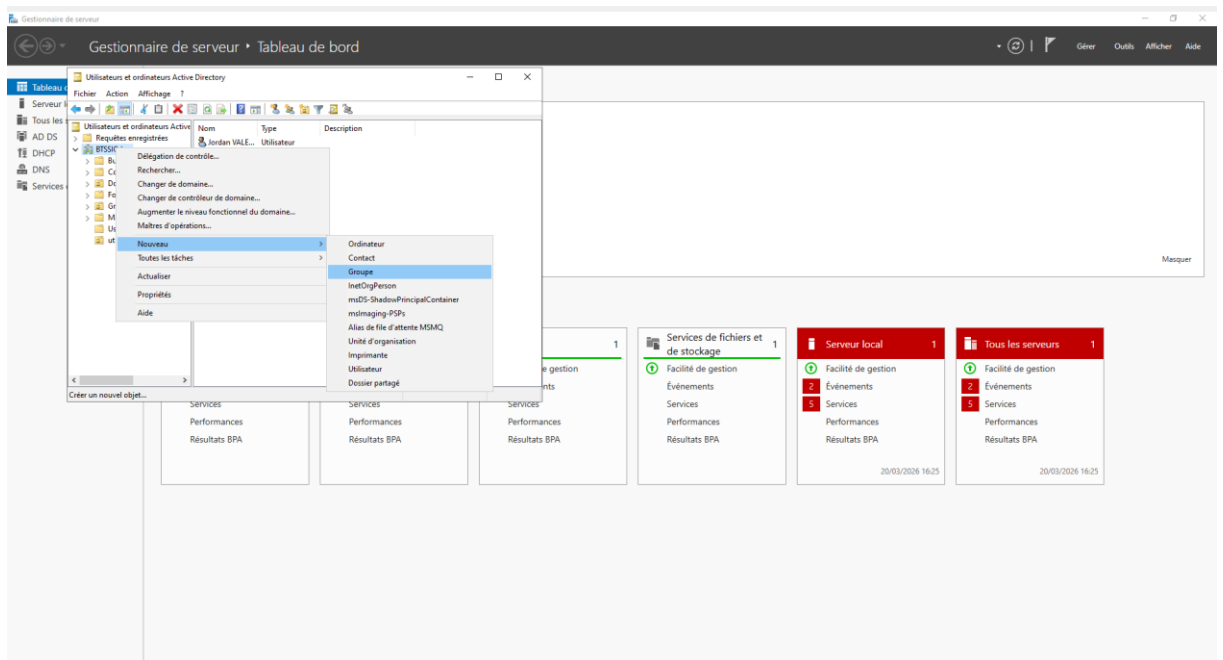 Gestionnaire de serveur
Gestionnaire de serveur • Tableau de bord
Gérer Outils Afficher Aide
Utilisateurs et ordinateurs Active Directory
Fichier Action Affichage ?
Tableau
Serveur
Tous les
AD DS
DHCP
DNS
Services
Utilisateurs et ordinateurs Active
Requêtes enregistrées
Nom Type Description
Jordan VALE... Utilisateur
Délégation de contrôle...
Rechercher...
Changer de domaine...
Changer de contrôleur de domaine...
Augmenter le niveau fonctionnel du domaine...
Maîtres d'opérations...
Nouveau
Toutes les tâches
Actualiser
Propriétés
Aide
Ordinateur
Contact
Groupe
InetOrgPerson
msDS-ShadowPrincipalContainer
msImaging-PSPs
Alias de file d'attente MSMQ
Unité d'organisation
Imprimante
Utilisateur
Dossier partagé
Créer un nouvel objet...
Masquer
1
e gestion
nts
Services
Performances
Résultats BPA
Services
Performances
Résultats BPA
Services
Performances
Résultats BPA
Services de fichiers et de stockage 1
Facilité de gestion
Événements
Services
Performances
Résultats BPA
Serveur local 1
Facilité de gestion
2 Événements
5 Services
Performances
Résultats BPA
20/03/2026 16:25
Tous les serveurs 1
Facilité de gestion
2 Événements
5 Services
Performances
Résultats BPA
20/03/2026 16:25